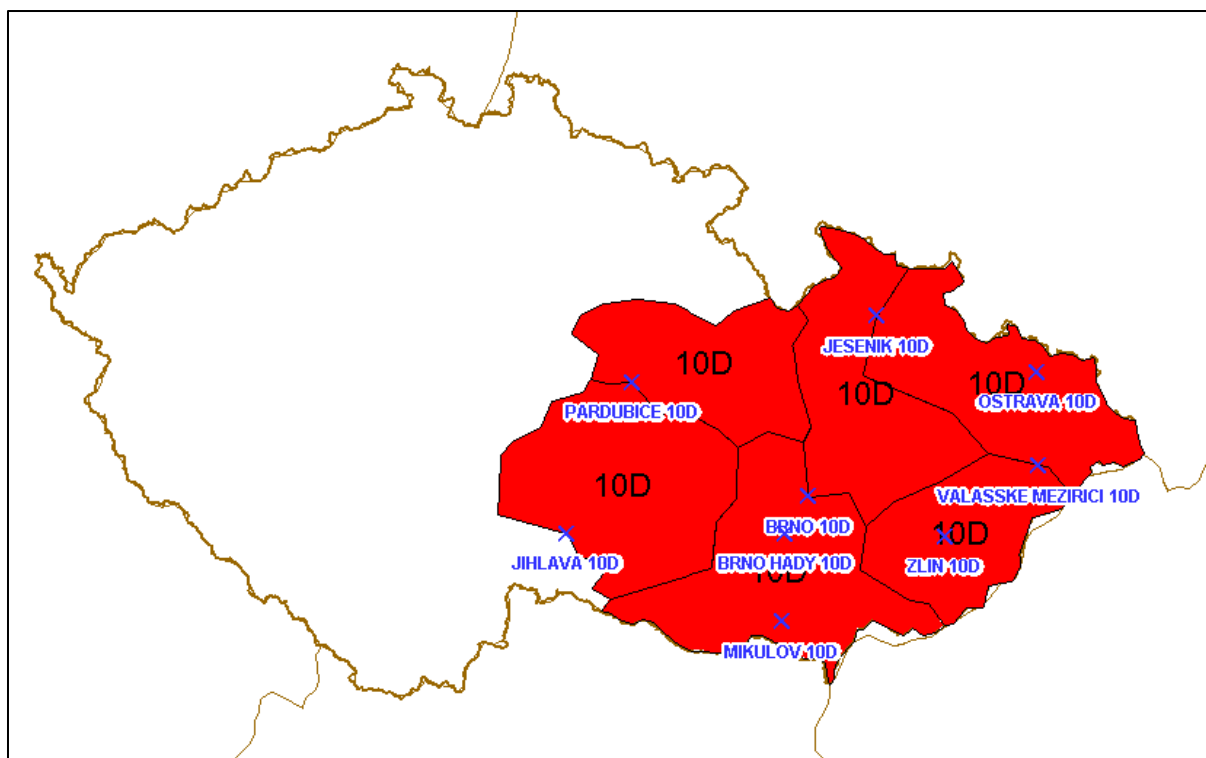 JESENIK 10D
10D
10D
OSTRAVA 10D
10D
PARDUBICE 10D
10D
VALASSKE MEZIRICI 10D
BRNO 10D
10D
JIHLAVA 10D
BRNO HADY 10D
ZLIN 10D
10D
MIKULOV 10D